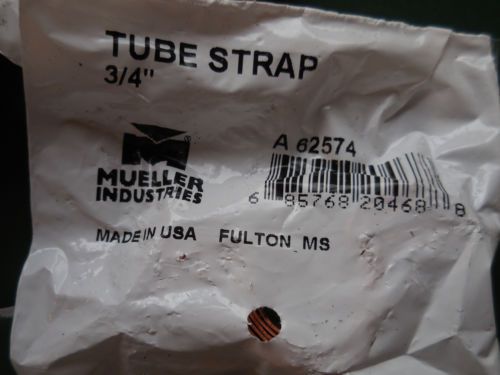 TUBE STRAP
3/4"
A 62574
MUELLER
INDUSTRIES
®
6 85768 20468 8
MADE IN USA FULTON, MS